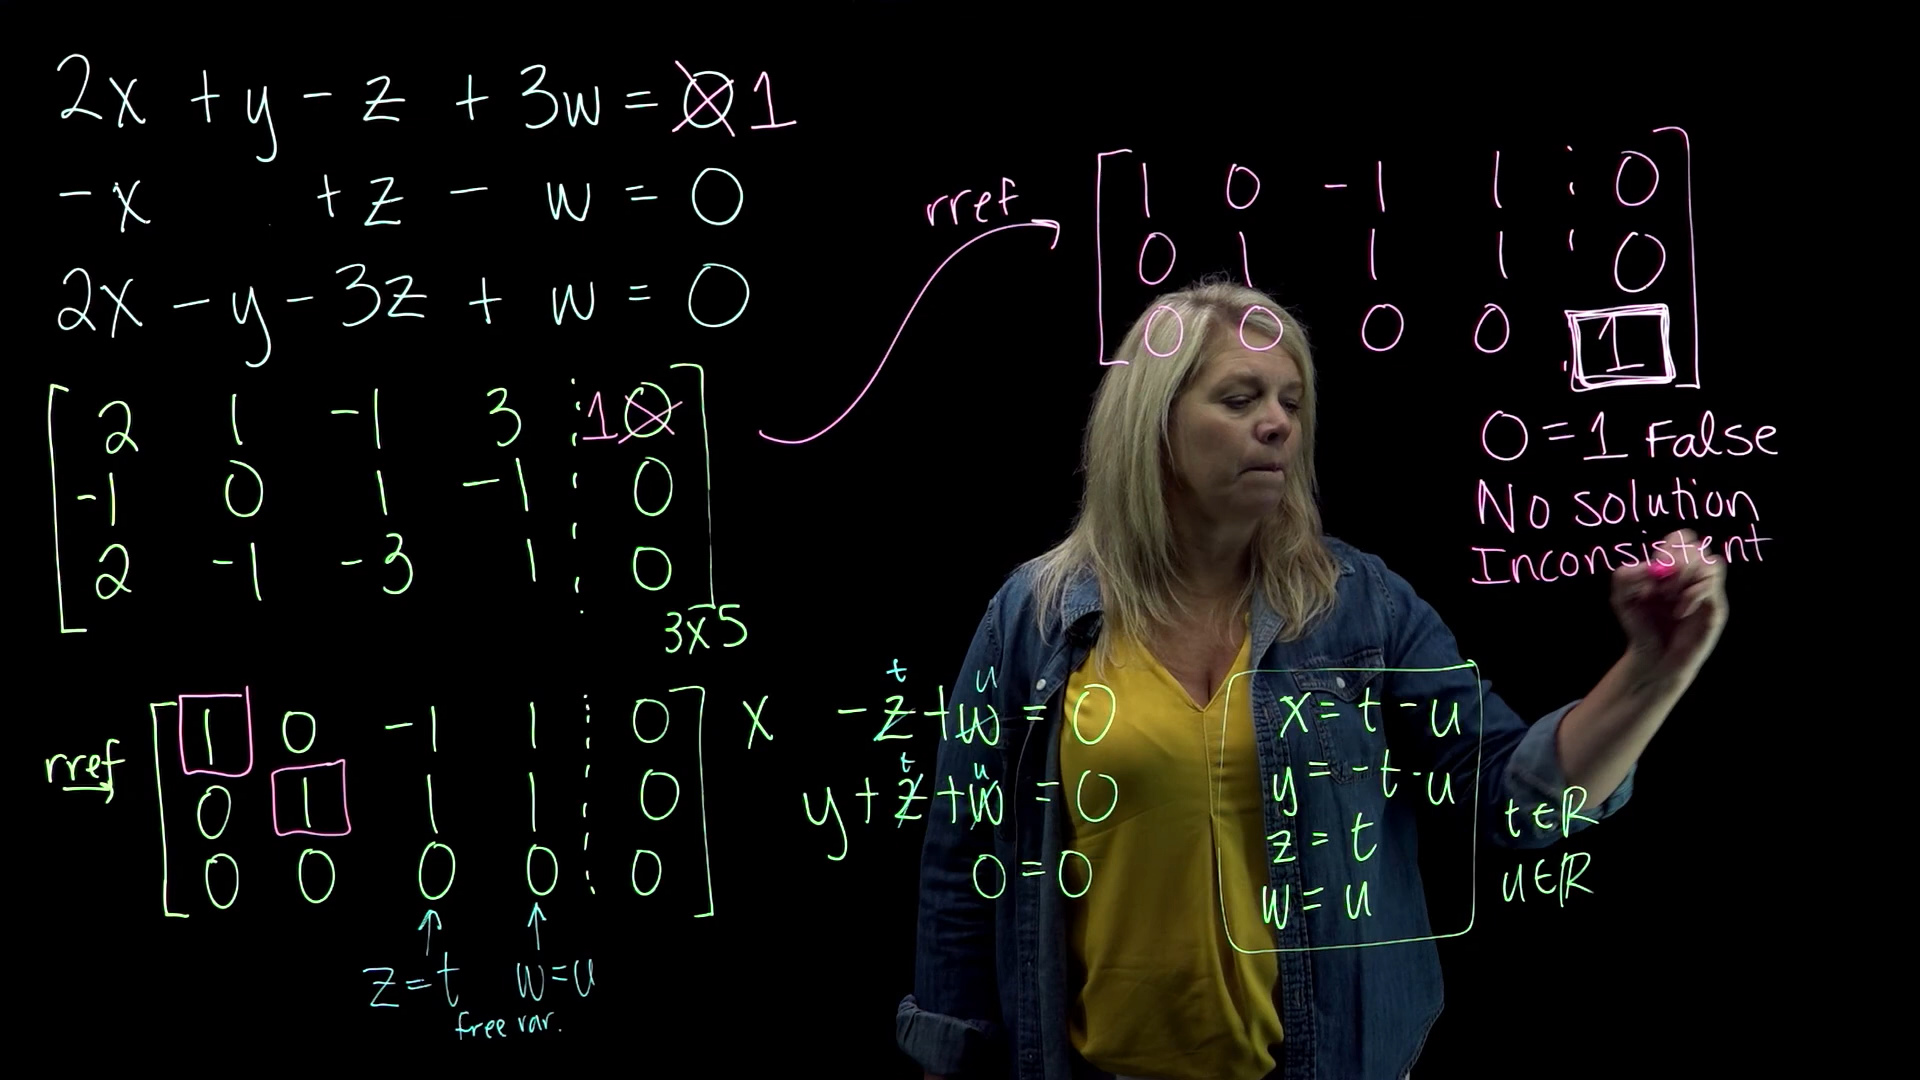 2x + y - z + 3w = 0 1
-x + z - w = 0
2x - y - 3z + w = 0
2 1 -1 3 1 0
-1 0 1 -1 0
2 -1 -3 1 0
3x5
rref
1 0 -1 1 0
0 1 1 1 0
0 0 0 0 0
z=t w=u
free var.
t u
x -z+w = 0
t u
y+z+w = 0
0=0
x = t - u
y = -t - u
z = t
w = u
t∈ℝ
u∈ℝ
rref
1 0 -1 1 0
0 1 1 1 0
0 0 0 0 1
0=1 False
No solution
Inconsistent